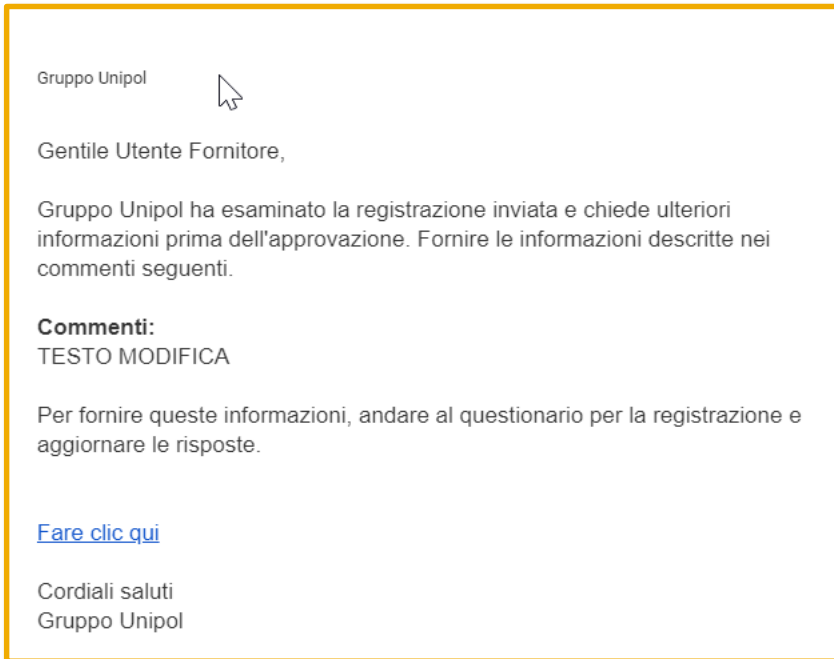 Gruppo Unipol
Gentile Utente Fornitore,
Gruppo Unipol ha esaminato la registrazione inviata e chiede ulteriori
informazioni prima dell'approvazione. Fornire le informazioni descritte nei
commenti seguenti.
Commenti:
TESTO MODIFICA
Per fornire queste informazioni, andare al questionario per la registrazione e
aggiornare le risposte.
Fare clic qui
Cordiali saluti
Gruppo Unipol